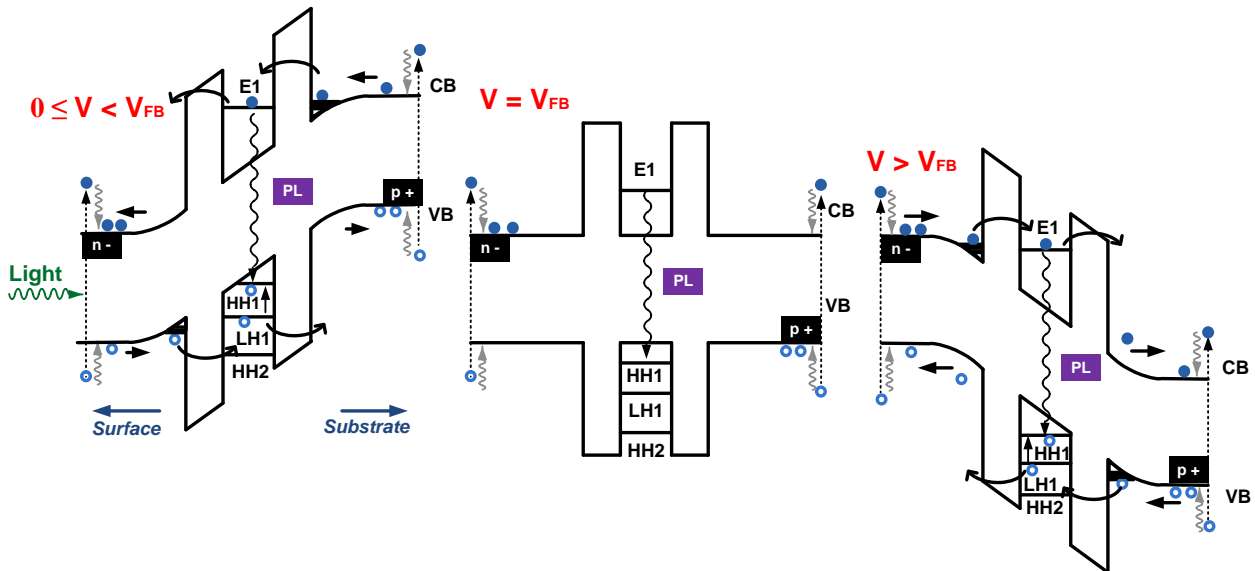 0 ≤ V < VFB
E1
CB
PL
p +
VB
n -
Light
HH1
LH1
HH2
Surface
Substrate
V = VFB
E1
CB
n -
PL
VB
p +
HH1
LH1
HH2
V > VFB
n -
E1
PL
CB
HH1
LH1
HH2
p +
VB